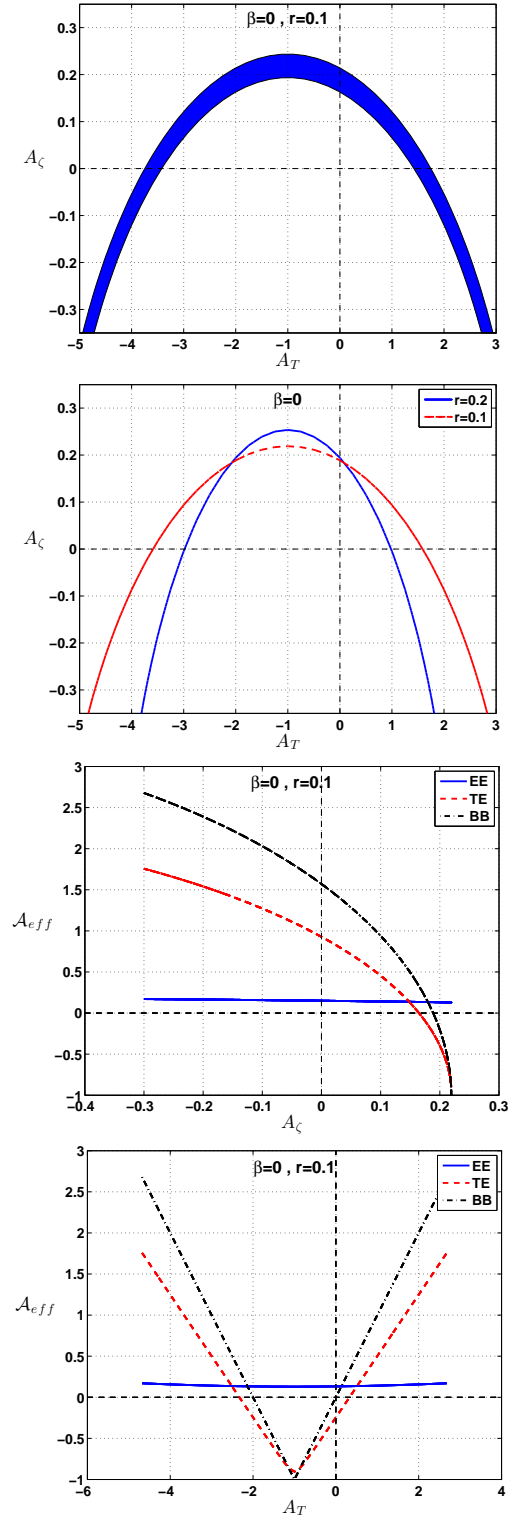 β=0 , r=0.1
0.3
0.2
0.1
0
−0.1
−0.2
−0.3
A_ζ
−5 −4 −3 −2 −1 0 1 2 3
A_T
β=0
r=0.2
r=0.1
0.3
0.2
0.1
0
−0.1
−0.2
−0.3
A_ζ
−5 −4 −3 −2 −1 0 1 2 3
A_T
β=0 , r=0.1
EE
TE
BB
3
2.5
2
1.5
1
0.5
0
−0.5
−1
𝒜_eff
−0.4 −0.3 −0.2 −0.1 0 0.1 0.2 0.3
A_ζ
β=0 , r=0.1
EE
TE
BB
3
2.5
2
1.5
1
0.5
0
−0.5
−1
𝒜_eff
−6 −4 −2 0 2 4
A_T